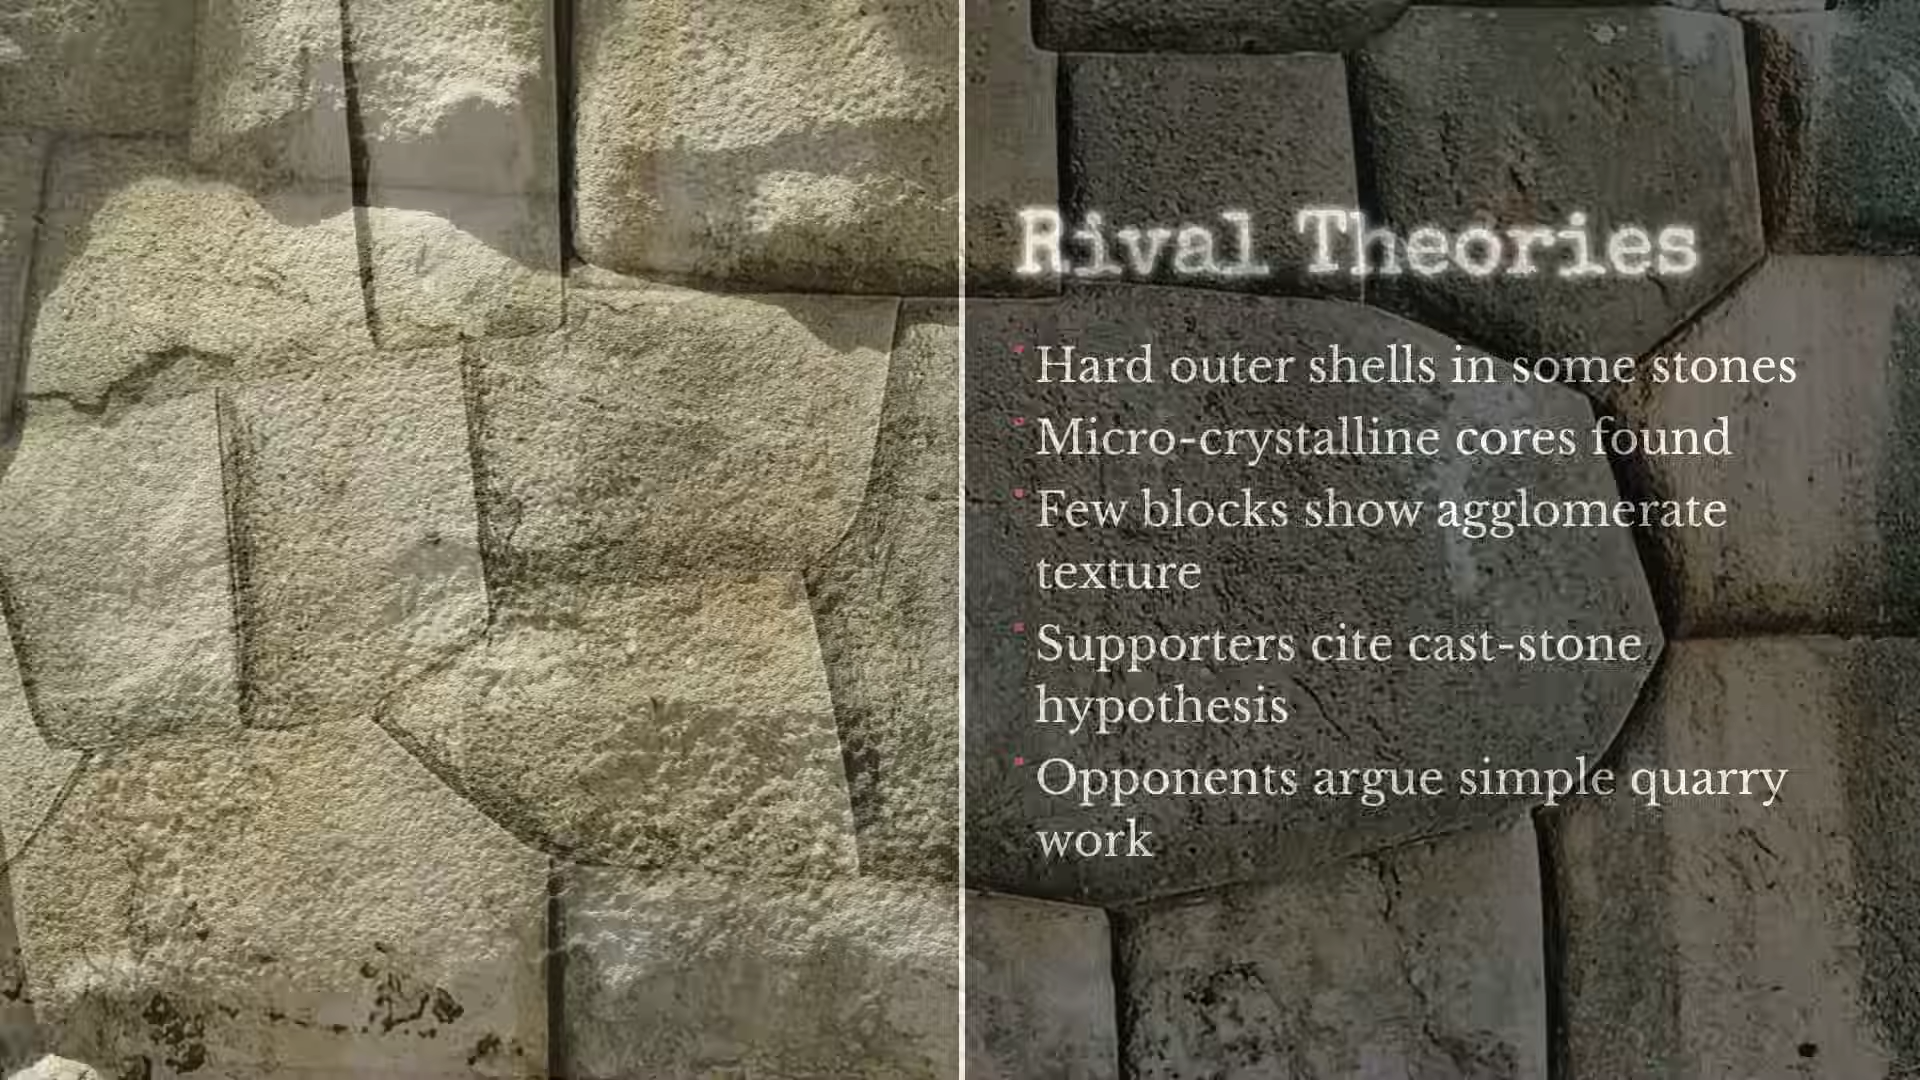 Rival Theories
Hard outer shells in some stones
Micro-crystalline cores found
Few blocks show agglomerate
texture
Supporters cite cast-stone
hypothesis
Opponents argue simple quarry
work